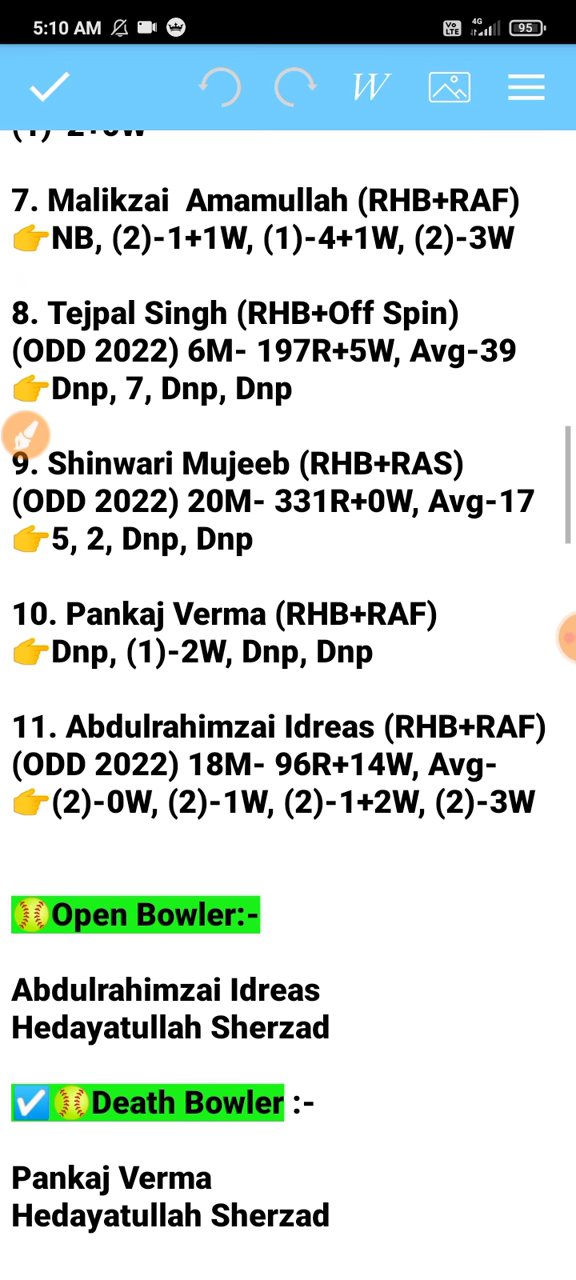 5:10 AM
Vo LTE 4G 95
W
7. Malikzai Amamullah (RHB+RAF)
👉NB, (2)-1+1W, (1)-4+1W, (2)-3W
8. Tejpal Singh (RHB+Off Spin)
(ODD 2022) 6M- 197R+5W, Avg-39
👉Dnp, 7, Dnp, Dnp
9. Shinwari Mujeeb (RHB+RAS)
(ODD 2022) 20M- 331R+0W, Avg-17
👉5, 2, Dnp, Dnp
10. Pankaj Verma (RHB+RAF)
👉Dnp, (1)-2W, Dnp, Dnp
11. Abdulrahimzai Idreas (RHB+RAF)
(ODD 2022) 18M- 96R+14W, Avg-
👉(2)-0W, (2)-1W, (2)-1+2W, (2)-3W
🥎Open Bowler:-
Abdulrahimzai Idreas
Hedayatullah Sherzad
☑️🥎Death Bowler :-
Pankaj Verma
Hedayatullah Sherzad